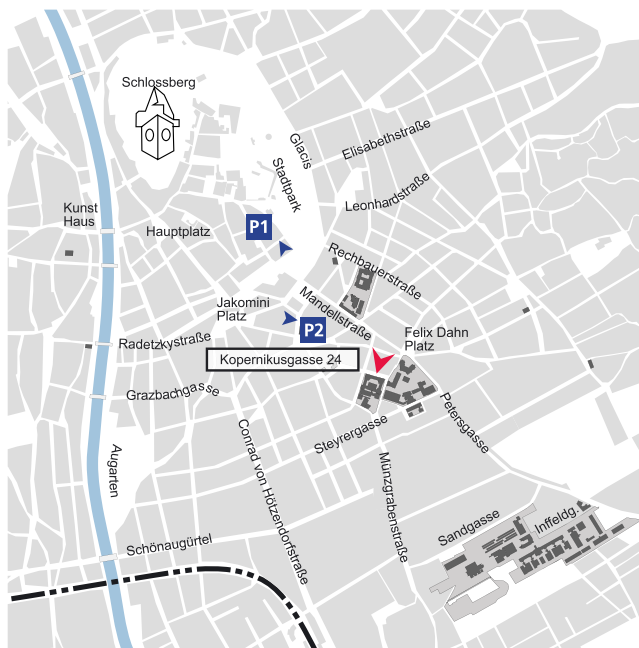 Schlossberg
Glacis
Elisabethstraße
Stadtpark
Leonhardstraße
Kunst
Haus
P1
Hauptplatz
Rechbauerstraße
Mandellstraße
Jakomini
Platz
P2
Felix Dahn
Platz
Radetzkystraße
Kopernikusgasse 24
Grazbachgasse
Petersgasse
Steyrergasse
Conrad von Hötzendorfstraße
Augarten
Münzgrabenstraße
Sandgasse
Inffeldg.
Schönaugürtel